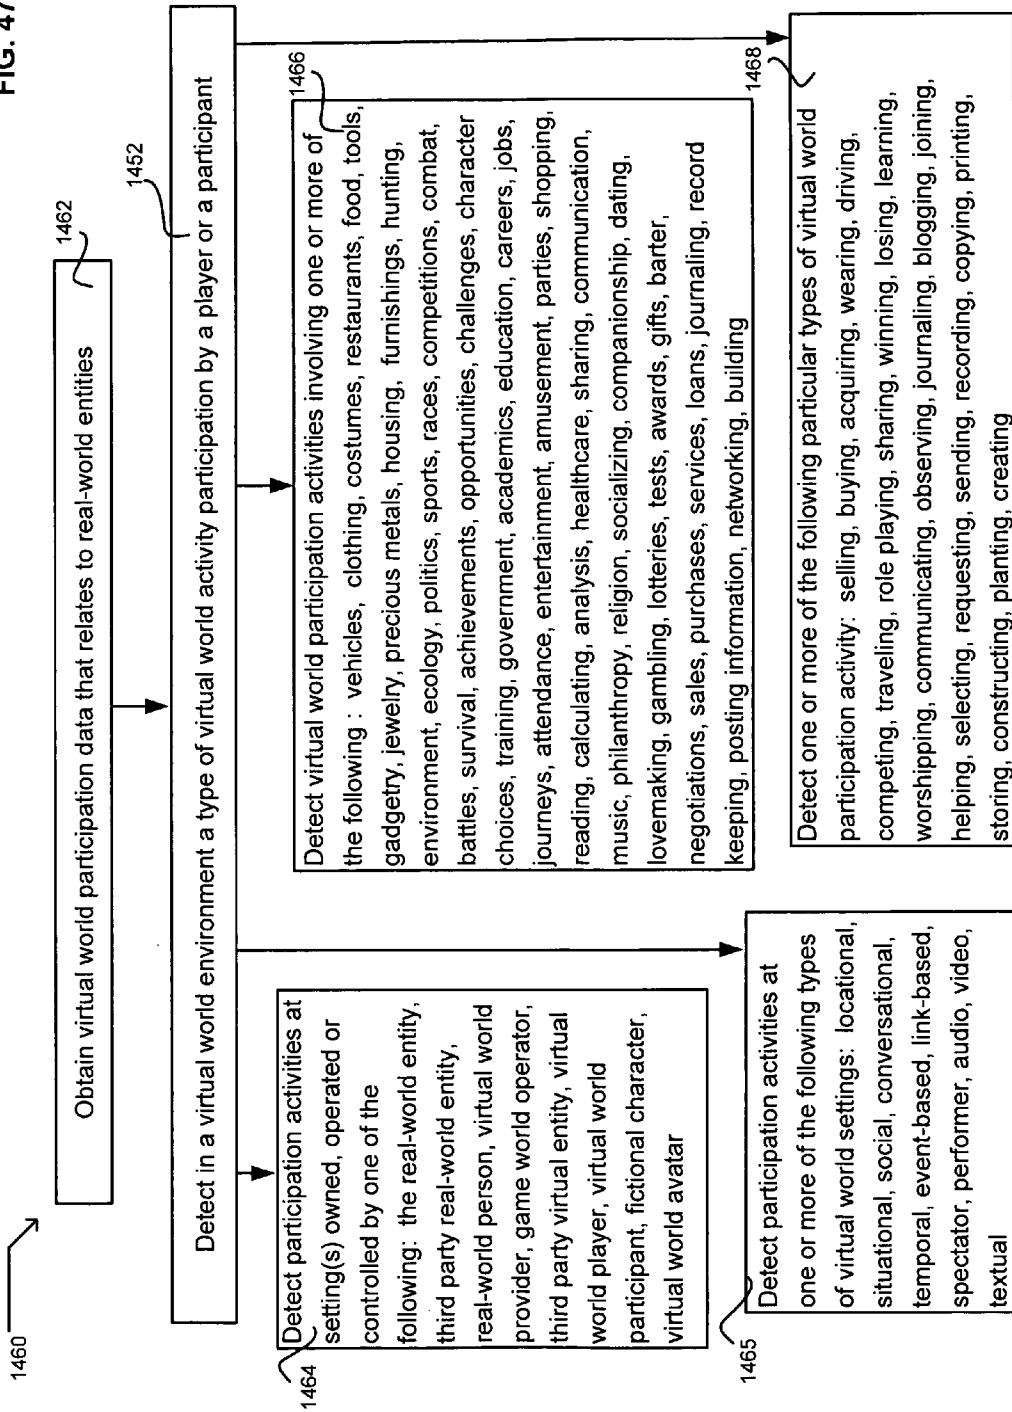 FIG. 47
1460
1462
Obtain virtual world participation data that relates to real-world entities
1452
Detect in a virtual world environment a type of virtual world activity participation by a player or a participant
1464
Detect participation activities at
setting(s) owned, operated or
controlled by one of the
following: the real-world entity,
third party real-world entity,
real-world person, virtual world
provider, game world operator,
third party virtual entity, virtual
world player, virtual world
participant, fictional character,
virtual world avatar
1466
Detect virtual world participation activities involving one or more of
the following : vehicles, clothing, costumes, restaurants, food, tools,
gadgetry, jewelry, precious metals, housing, furnishings, hunting,
environment, ecology, politics, sports, races, competitions, combat,
battles, survival, achievements, opportunities, challenges, character
choices, training, government, academics, education, careers, jobs,
journeys, attendance, entertainment, amusement, parties, shopping,
reading, calculating, analysis, healthcare, sharing, communication,
music, philanthropy, religion, socializing, companionship, dating,
lovemaking, gambling, lotteries, tests, awards, gifts, barter,
negotiations, sales, purchases, services, loans, journaling, record
keeping, posting information, networking, building
1465
Detect participation activities at
one or more of the following types
of virtual world settings: locational,
situational, social, conversational,
temporal, event-based, link-based,
spectator, performer, audio, video,
textual
1468
Detect one or more of the following particular types of virtual world
participation activity: selling, buying, acquiring, wearing, driving,
competing, traveling, role playing, sharing, winning, losing, learning,
worshipping, communicating, observing, journaling, blogging, joining,
helping, selecting, requesting, sending, recording, copying, printing,
storing, constructing, planting, creating